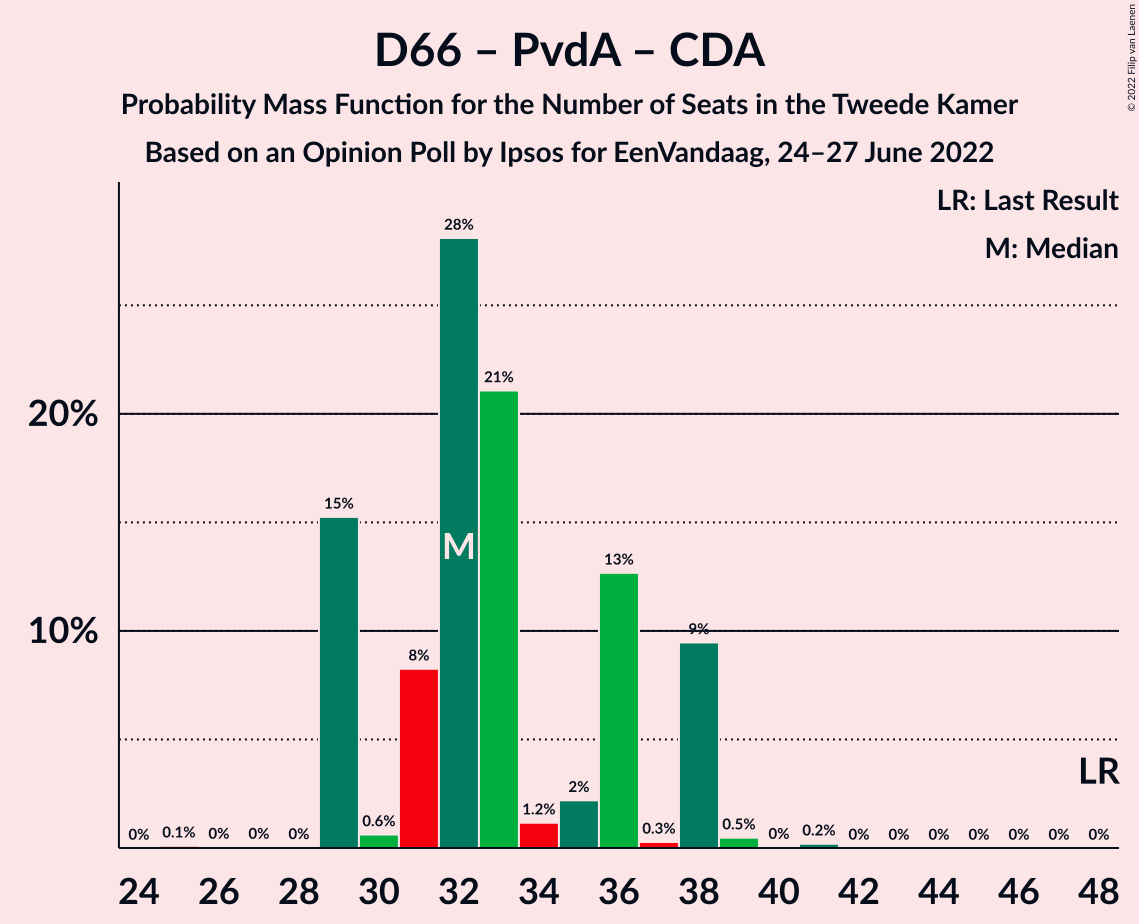 D66 – PvdA – CDA
Probability Mass Function for the Number of Seats in the Tweede Kamer
Based on an Opinion Poll by Ipsos for EenVandaag, 24–27 June 2022
© 2022 Filip van Laenen
LR: Last Result
M: Median
28%
21%
20%
15%
M
13%
10%
9%
8%
2%
LR
1.2%
0% 0.1% 0% 0% 0% 0.6% 0.3% 0.5% 0% 0.2% 0% 0% 0% 0% 0% 0% 0%
24 26 28 30 32 34 36 38 40 42 44 46 48